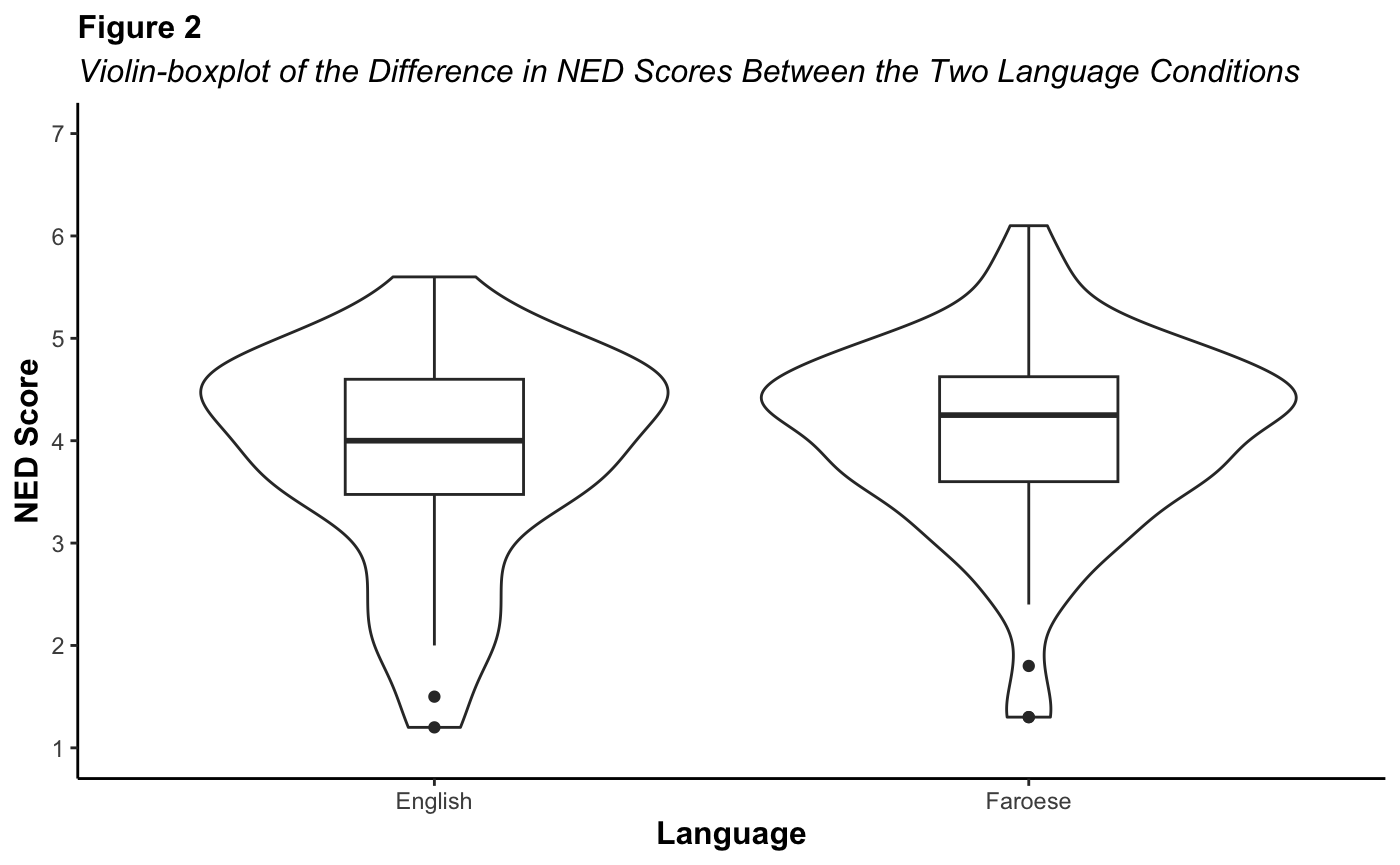 Figure 2
Violin-boxplot of the Difference in NED Scores Between the Two Language Conditions
NED Score
7
6
5
4
3
2
1
English Faroese
Language